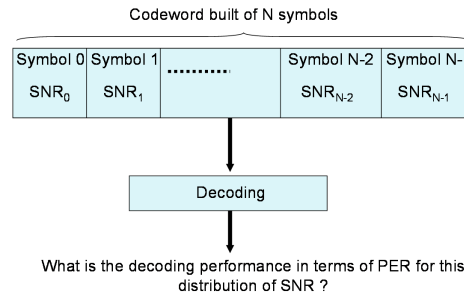 Codeword built of N symbols
Symbol 0 Symbol 1 Symbol N-2 Symbol N-
SNR0 SNR1 SNRN-2 SNRN-1
Decoding
What is the decoding performance in terms of PER for this
distribution of SNR ?